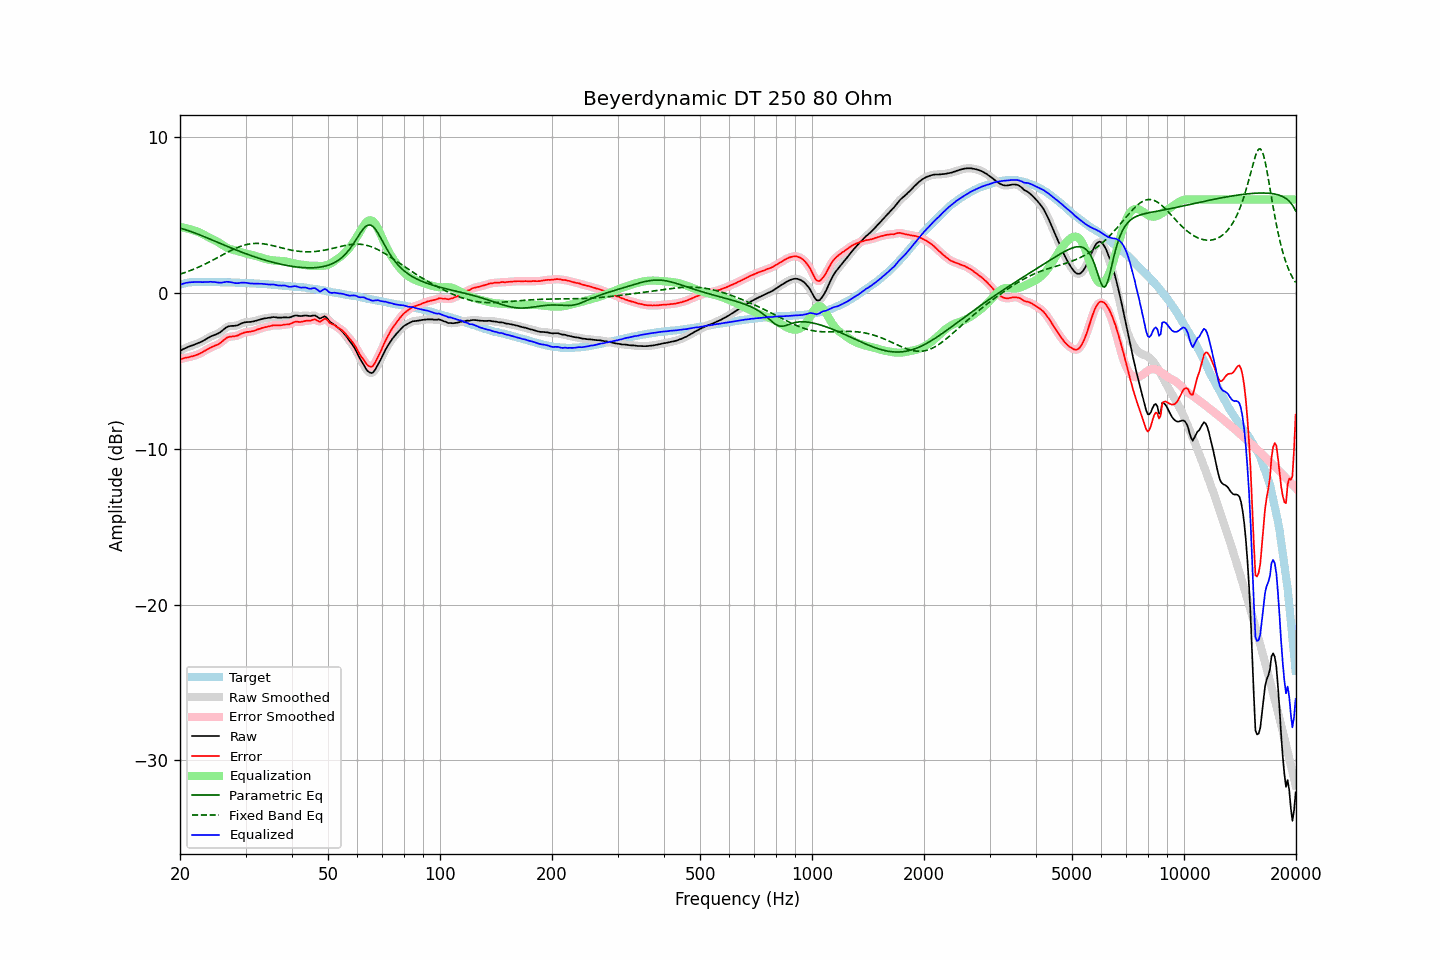 Beyerdynamic DT 250 80 Ohm
10
0
−10
−20
−30
Amplitude (dBr)
Target
Raw Smoothed
Error Smoothed
Raw
Error
Equalization
Parametric Eq
Fixed Band Eq
Equalized
20 50 100 200 500 1000 2000 5000 10000 20000
Frequency (Hz)